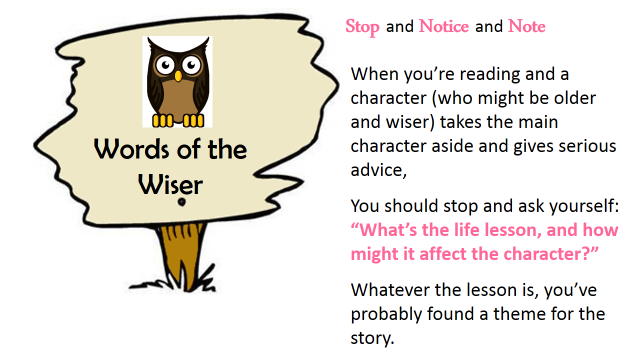 Words of the
Wiser
Stop and Notice and Note
When you’re reading and a
character (who might be older
and wiser) takes the main
character aside and gives serious
advice,
You should stop and ask yourself:
“What’s the life lesson, and how
might it affect the character?”
Whatever the lesson is, you’ve
probably found a theme for the
story.